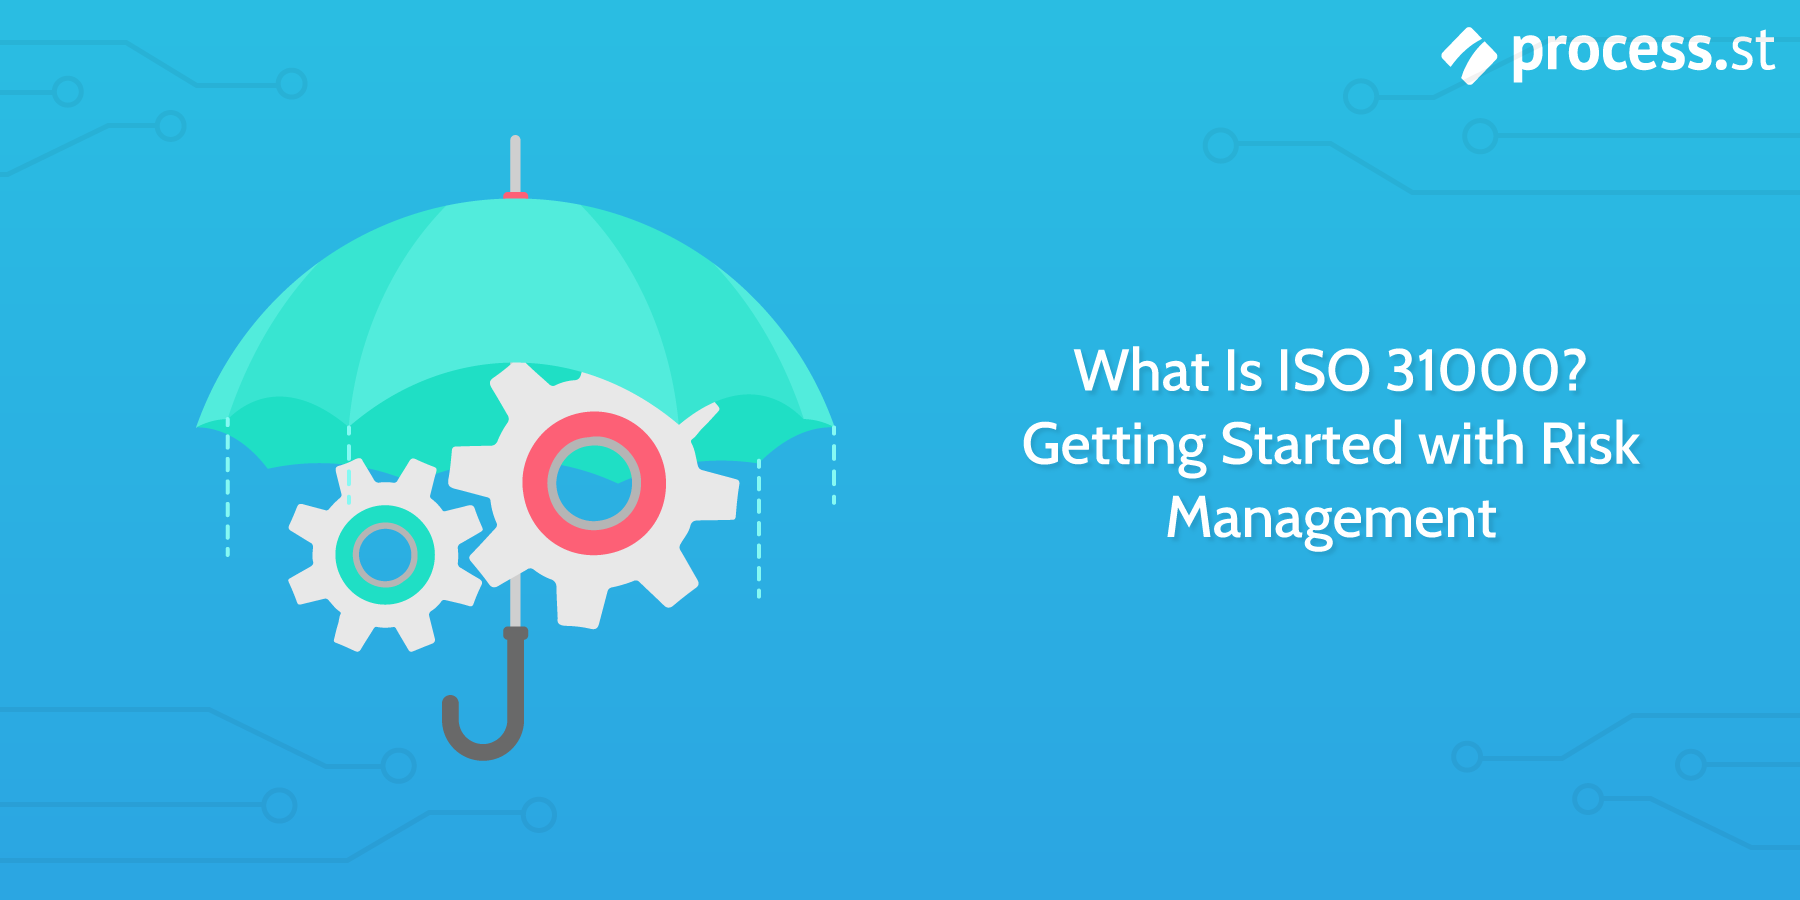 process.st
What Is ISO 31000?
Getting Started with Risk
Management